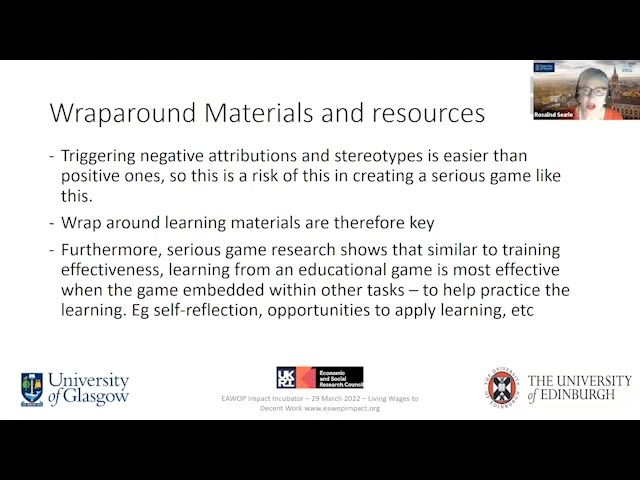 Wraparound Materials and resources
Rosalind Searle
- Triggering negative attributions and stereotypes is easier than
positive ones, so this is a risk of this in creating a serious game like
this.
- Wrap around learning materials are therefore key
- Furthermore, serious game research shows that similar to training
effectiveness, learning from an educational game is most effective
when the game embedded within other tasks – to help practice the
learning. Eg self-reflection, opportunities to apply learning, etc
University
of Glasgow
UK
RI
Economic
and Social
Research Council
EAWOP Impact Incubator – 29 March 2022 – Living Wages to
Decent Work www.eawopimpact.org
THE UNIVERSITY
of EDINBURGH